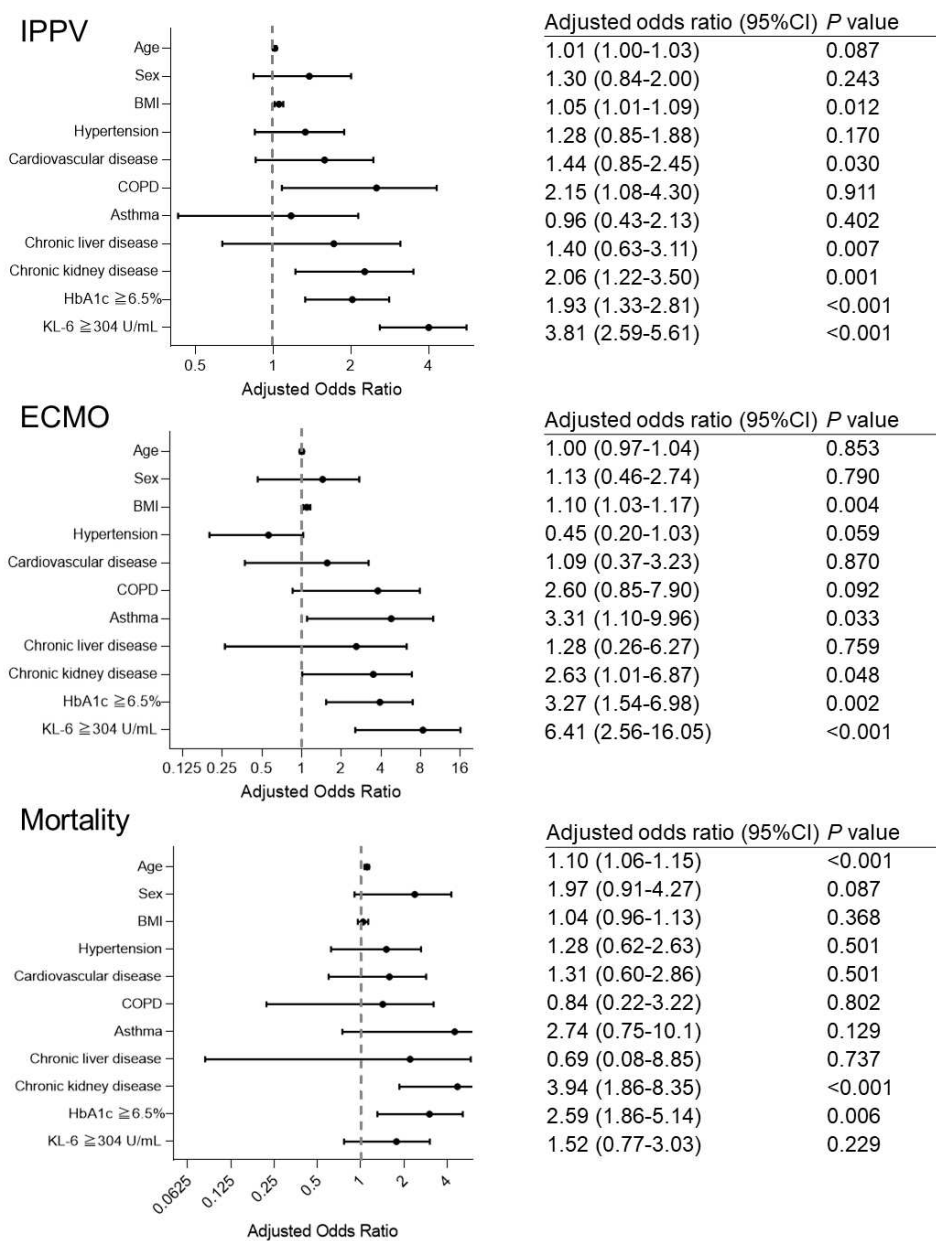 IPPV
Adjusted odds ratio (95%CI) P value
Age 1.01 (1.00-1.03) 0.087
Sex 1.30 (0.84-2.00) 0.243
BMI 1.05 (1.01-1.09) 0.012
Hypertension 1.28 (0.85-1.88) 0.170
Cardiovascular disease 1.44 (0.85-2.45) 0.030
COPD 2.15 (1.08-4.30) 0.911
Asthma 0.96 (0.43-2.13) 0.402
Chronic liver disease 1.40 (0.63-3.11) 0.007
Chronic kidney disease 2.06 (1.22-3.50) 0.001
HbA1c ≧6.5% 1.93 (1.33-2.81) <0.001
KL-6 ≧304 U/mL 3.81 (2.59-5.61) <0.001
0.5 1 2 4
Adjusted Odds Ratio
ECMO
Adjusted odds ratio (95%CI) P value
Age 1.00 (0.97-1.04) 0.853
Sex 1.13 (0.46-2.74) 0.790
BMI 1.10 (1.03-1.17) 0.004
Hypertension 0.45 (0.20-1.03) 0.059
Cardiovascular disease 1.09 (0.37-3.23) 0.870
COPD 2.60 (0.85-7.90) 0.092
Asthma 3.31 (1.10-9.96) 0.033
Chronic liver disease 1.28 (0.26-6.27) 0.759
Chronic kidney disease 2.63 (1.01-6.87) 0.048
HbA1c ≧6.5% 3.27 (1.54-6.98) 0.002
KL-6 ≧304 U/mL 6.41 (2.56-16.05) <0.001
0.125 0.25 0.5 1 2 4 8 16
Adjusted Odds Ratio
Mortality
Adjusted odds ratio (95%CI) P value
Age 1.10 (1.06-1.15) <0.001
Sex 1.97 (0.91-4.27) 0.087
BMI 1.04 (0.96-1.13) 0.368
Hypertension 1.28 (0.62-2.63) 0.501
Cardiovascular disease 1.31 (0.60-2.86) 0.501
COPD 0.84 (0.22-3.22) 0.802
Asthma 2.74 (0.75-10.1) 0.129
Chronic liver disease 0.69 (0.08-8.85) 0.737
Chronic kidney disease 3.94 (1.86-8.35) <0.001
HbA1c ≧6.5% 2.59 (1.86-5.14) 0.006
KL-6 ≧304 U/mL 1.52 (0.77-3.03) 0.229
0.0625 0.125 0.25 0.5 1 2 4
Adjusted Odds Ratio